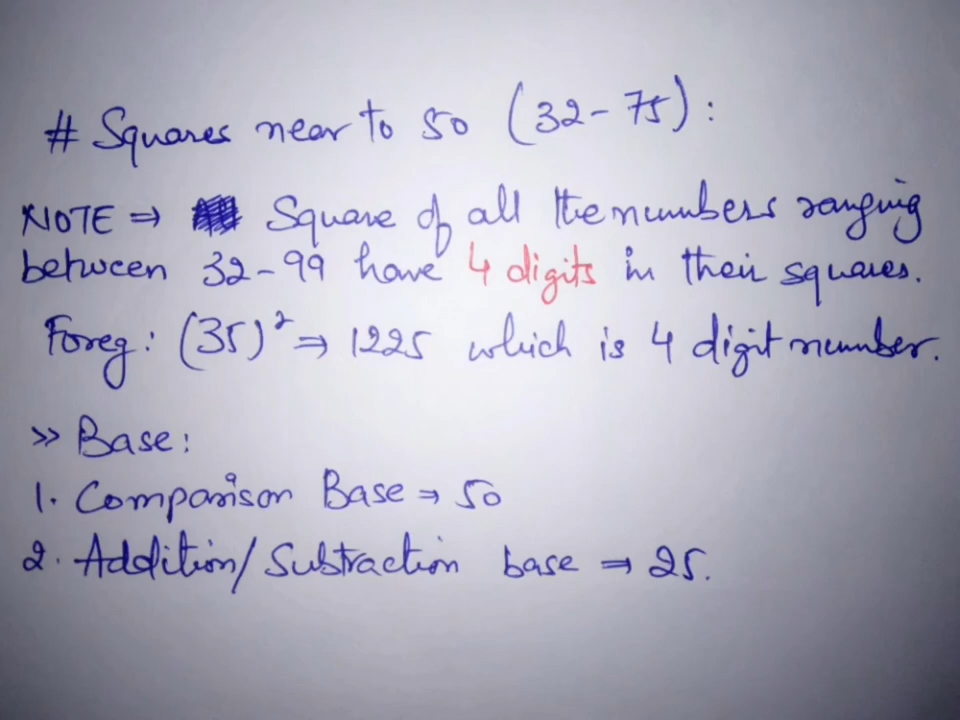 # Squares near to 50 (32-75):
NOTE ⇒ Square of all the numbers ranging
between 32-99 have 4 digits in their squares.
Foreg: (35)² ⇒ 1225 which is 4 digit number.
>> Base:
1. Comparison Base ⇒ 50
2. Addition/Subtraction base ⇒ 25.